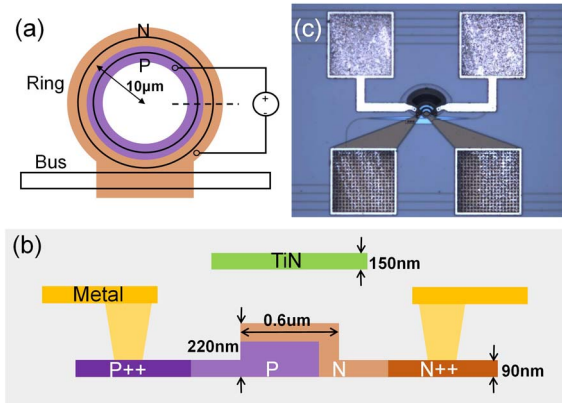 (a)
N
P
Ring
10μm
+
-
Bus
(c)
(b)
TiN
150nm
Metal
0.6um
220nm
P++
P
N
N++
90nm